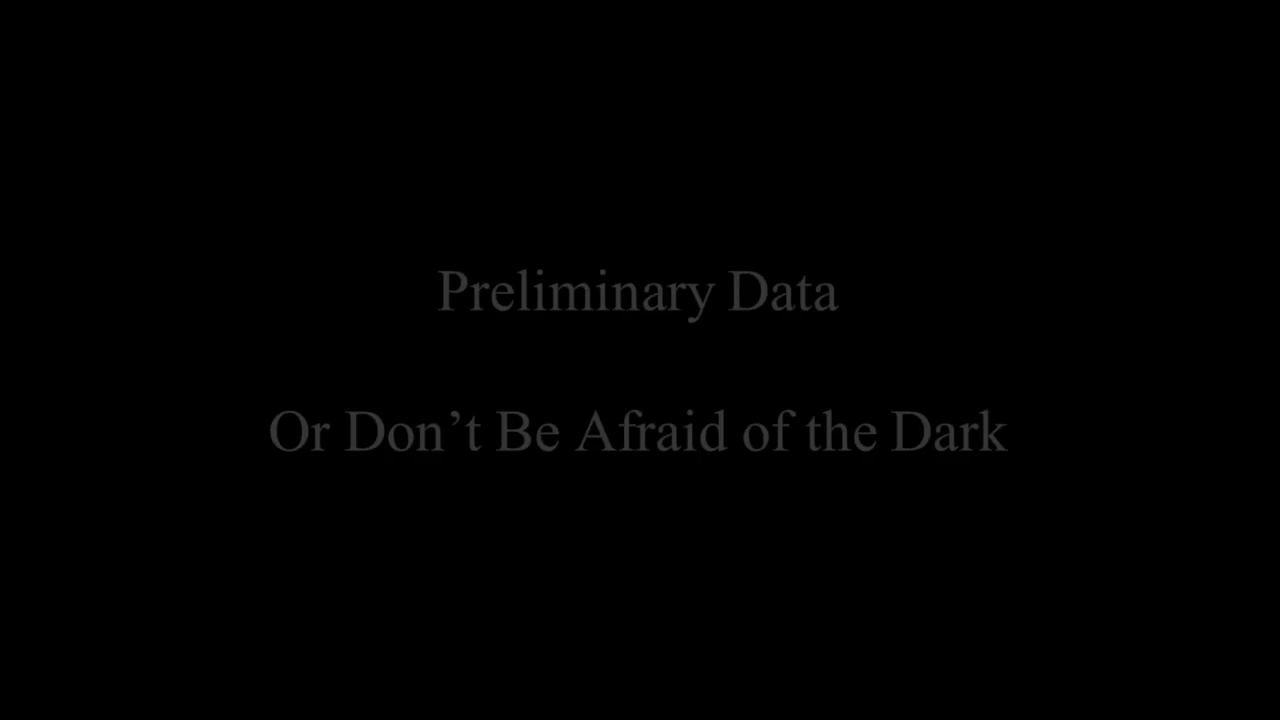 Preliminary Data
Or Don’t Be Afraid of the Dark